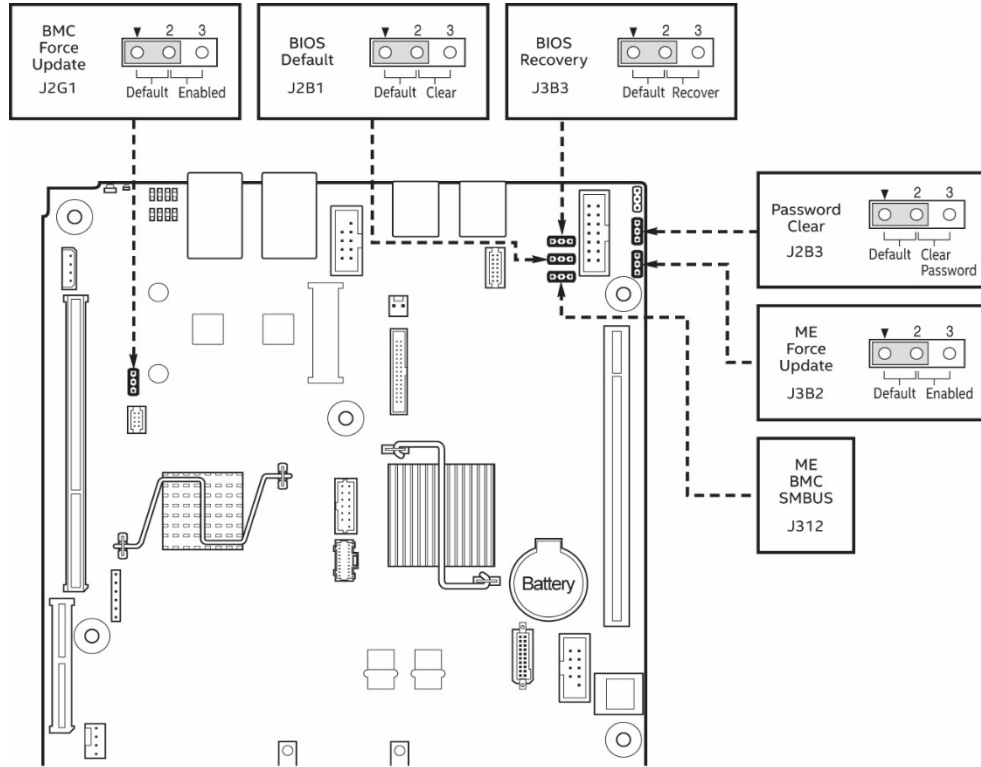 BMC
Force
Update
J2G1
▼ 2 3
Default Enabled
BIOS
Default
J2B1
▼ 2 3
Default Clear
BIOS
Recovery
J3B3
▼ 2 3
Default Recover
Password
Clear
J2B3
▼ 2 3
Default Clear
Password
ME
Force
Update
J3B2
▼ 2 3
Default Enabled
ME
BMC
SMBUS
J312
Battery